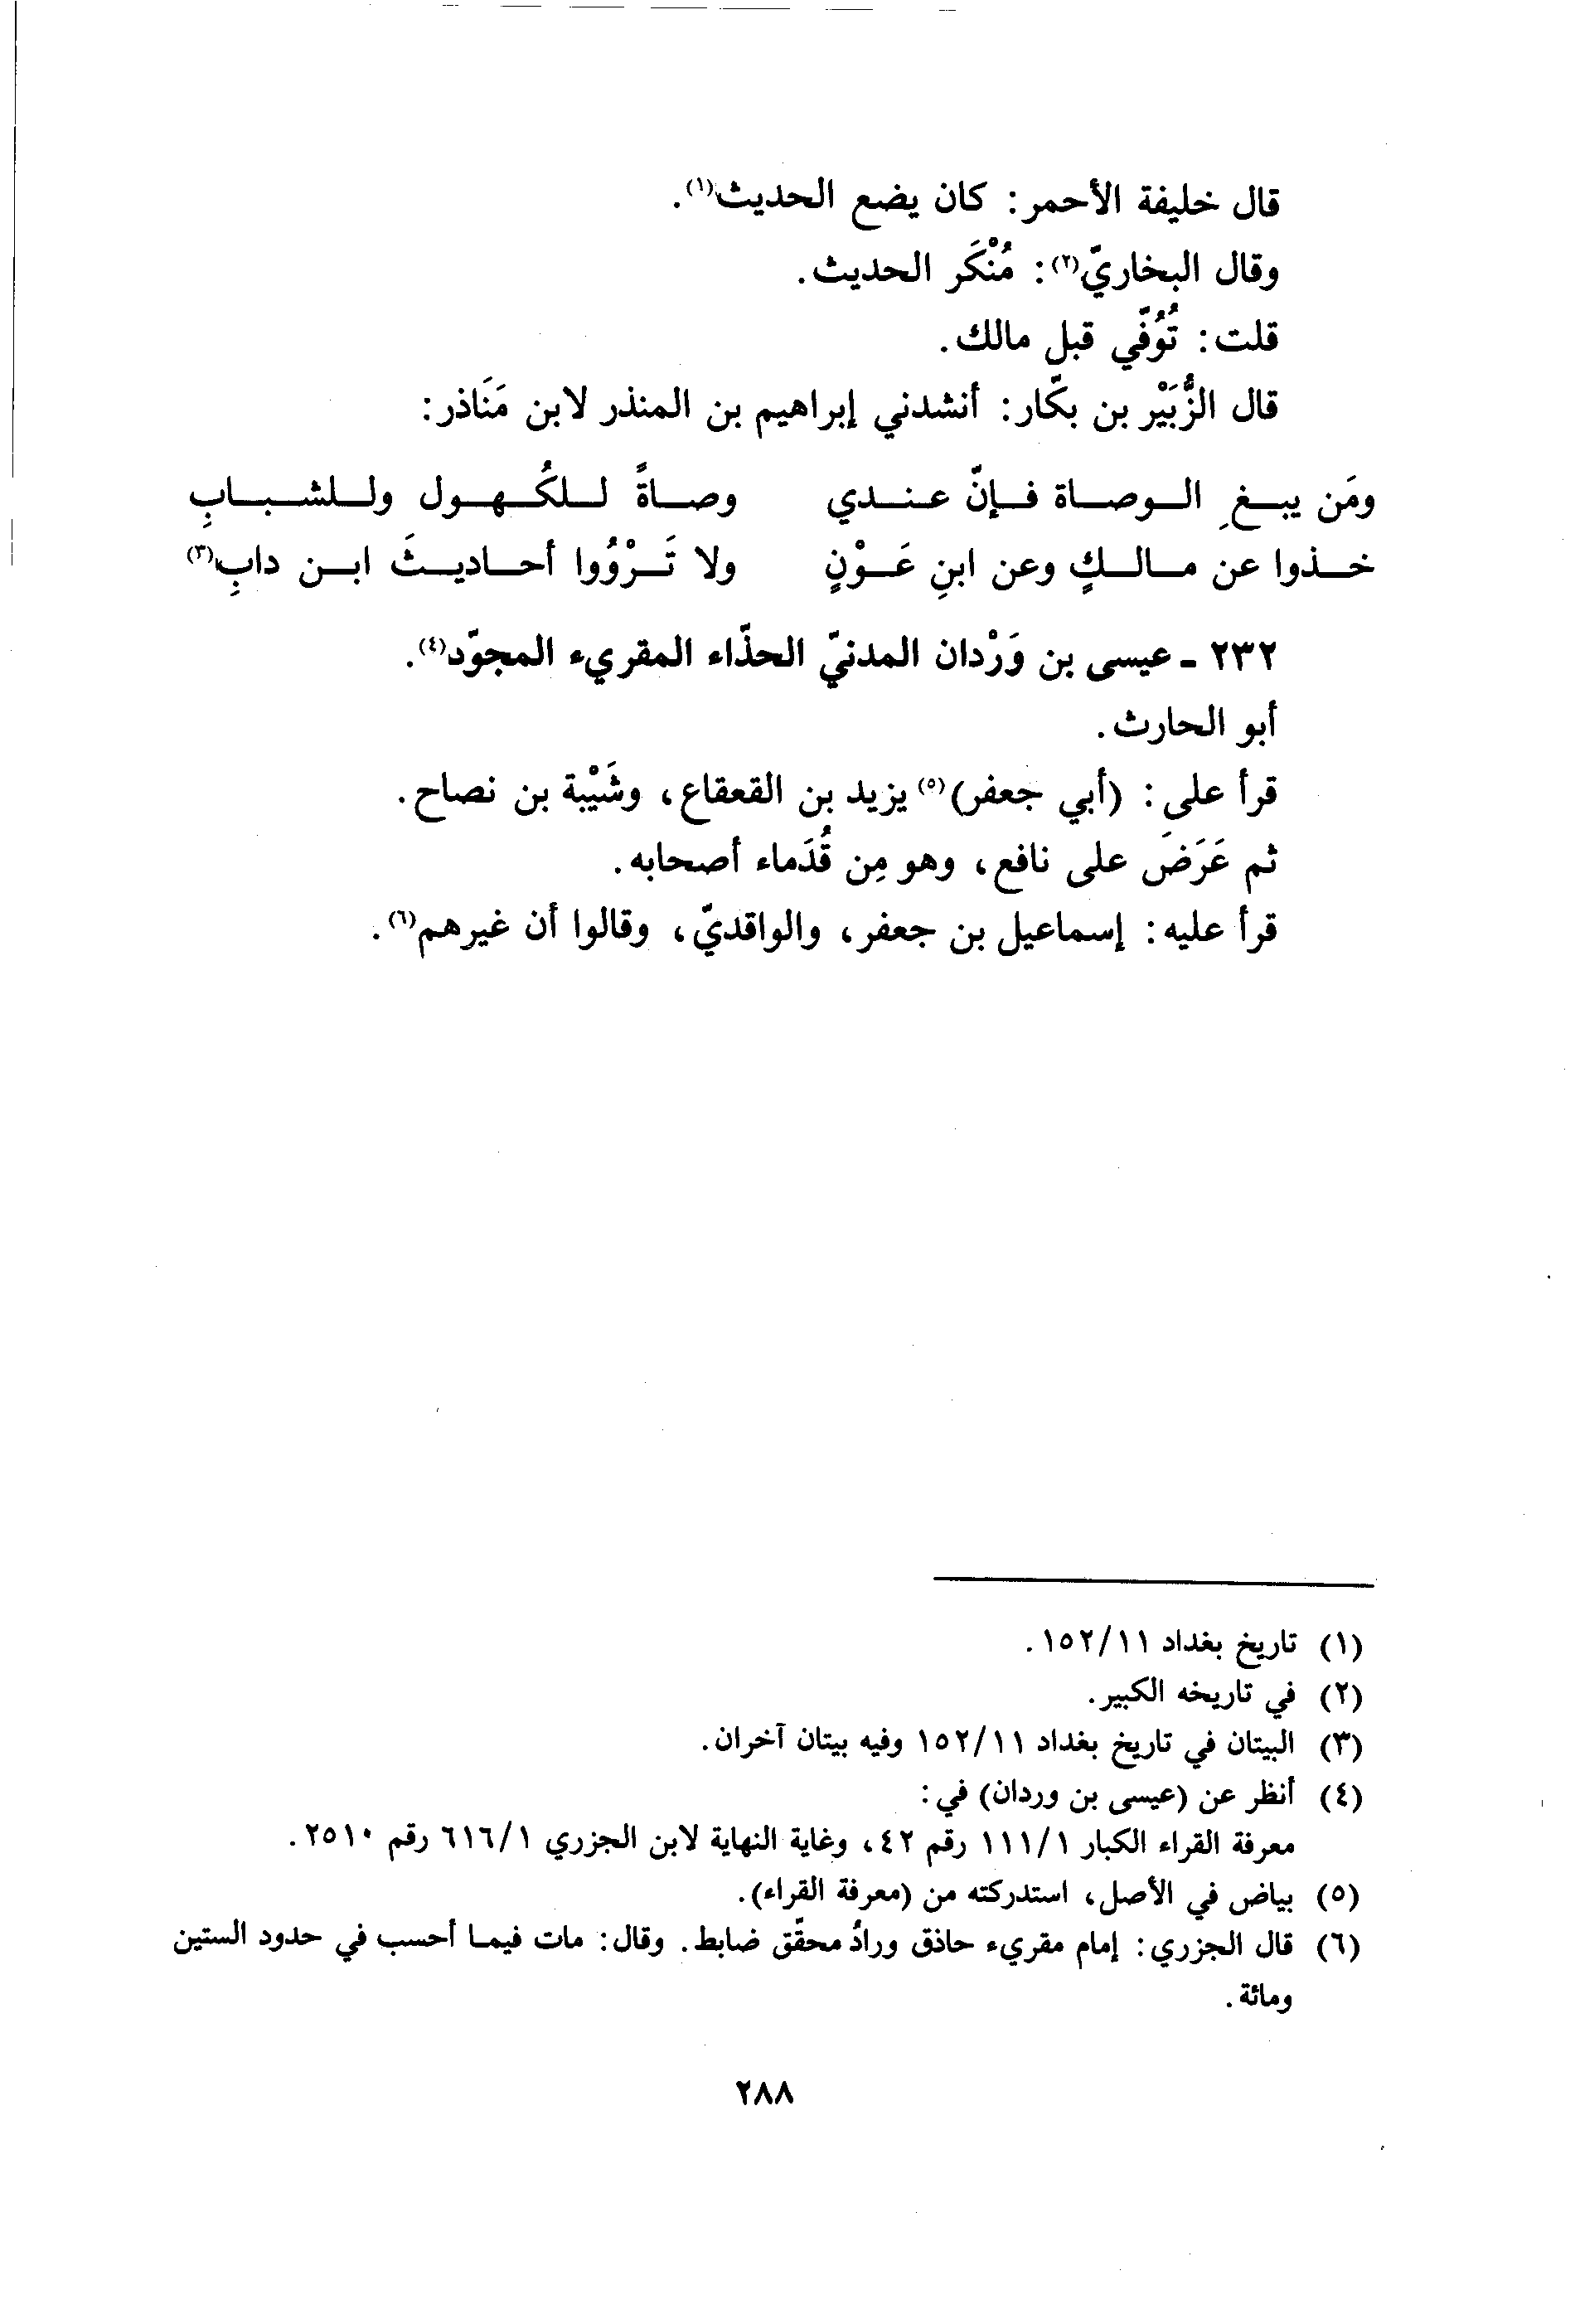 قال خليفة الأحمر: كان يضع الحديث(١).
وقال البخاريّ(٢): مُنْكَر الحديث.
قلت: تُوُفّي قبل مالك.
قال الزُّبَيْر بن بكّار: أنشدني إبراهيم بن المنذر لابن مَنَاذر:
ومَن يبغِ الوصاة فإنّ عندي وصاةً للكُهول وللشبابِ
خذوا عن مالكٍ وعن ابنِ عَوْنٍ ولا تَرْوُوا أحاديثَ ابن دابِ(٣)
٢٣٢ - عيسى بن وَرْدان المدنيّ الحذّاء المقريء المجوّد(٤).
أبو الحارث.
قرأ على: (أبي جعفر)(٥) يزيد بن القعقاع، وشَيْبة بن نصاح.
ثم عَرَضَ على نافع، وهو مِن قُدَماء أصحابه.
قرأ عليه: إسماعيل بن جعفر، والواقديّ، وقالوا أن غيرهم(٦).
(١) تاريخ بغداد ١٥٢/١١.
(٢) في تاريخه الكبير.
(٣) البيتان في تاريخ بغداد ١٥٢/١١ وفيه بيتان آخران.
(٤) أنظر عن (عيسى بن وردان) في:
معرفة القراء الكبار ١١١/١ رقم ٤٢، وغاية النهاية لابن الجزري ٦١٦/١ رقم ٢٥١٠.
(٥) بياض في الأصل، استدركته من (معرفة القراء).
(٦) قال الجزري: إمام مقريء حاذق ورادُ محقّق ضابط. وقال: مات فيما أحسب في حدود الستين
ومائة.
٢٨٨